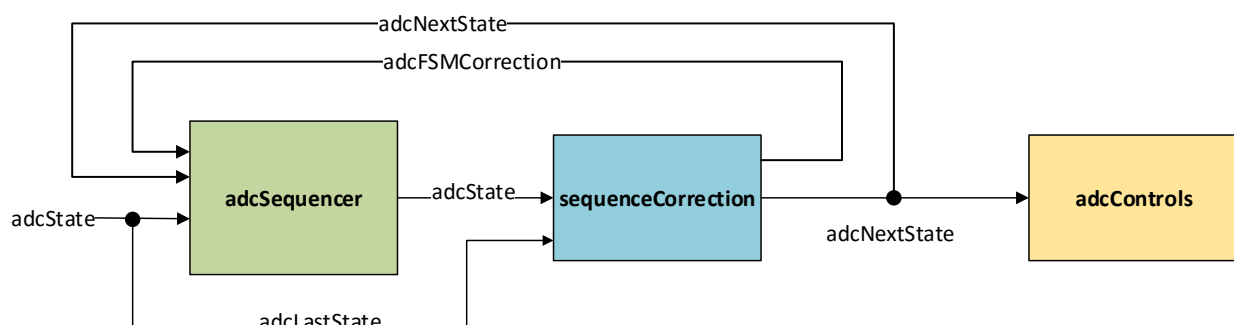 adcNextState
adcFSMCorrection
adcSequencer
adcState
sequenceCorrection
adcControls
adcState
adcNextState
adcLastState